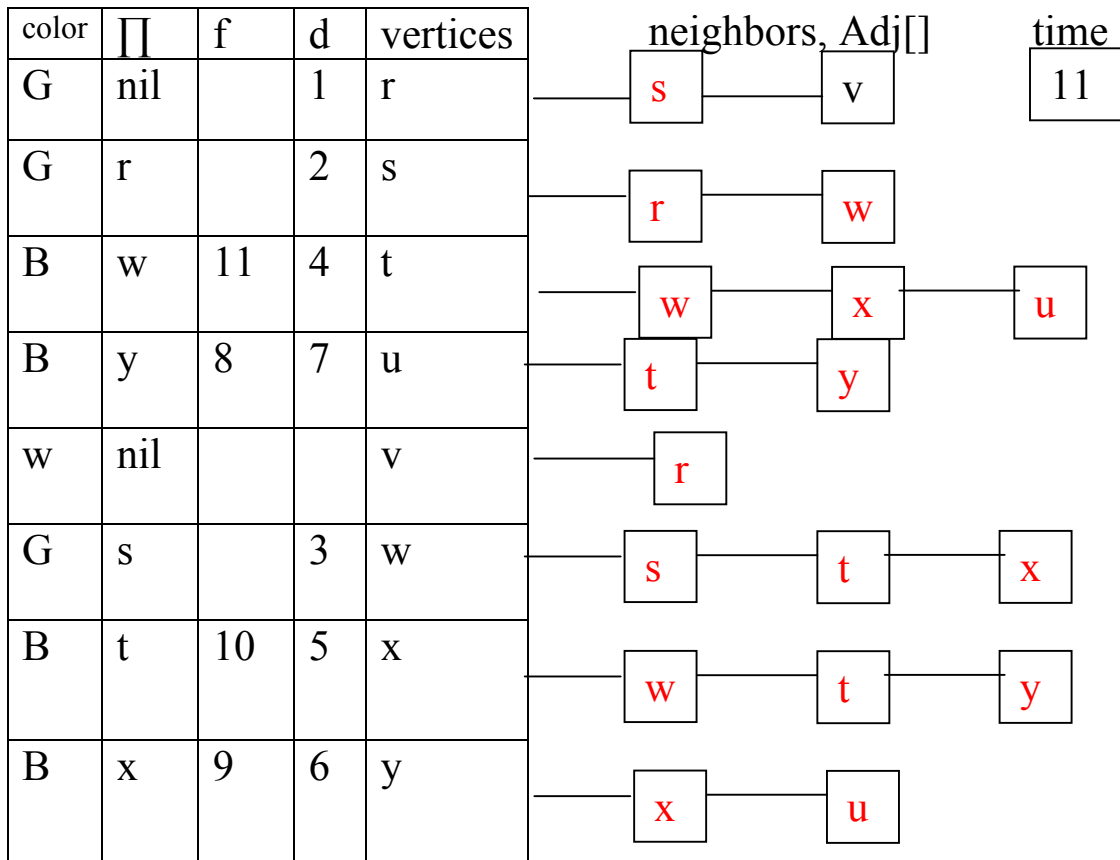 color ∏ f d vertices neighbors, Adj[] time
G nil 1 r s v 11
G r 2 s r w
B w 11 4 t w x u
B y 8 7 u t y
w nil v r
G s 3 w s t x
B t 10 5 x w t y
B x 9 6 y x u